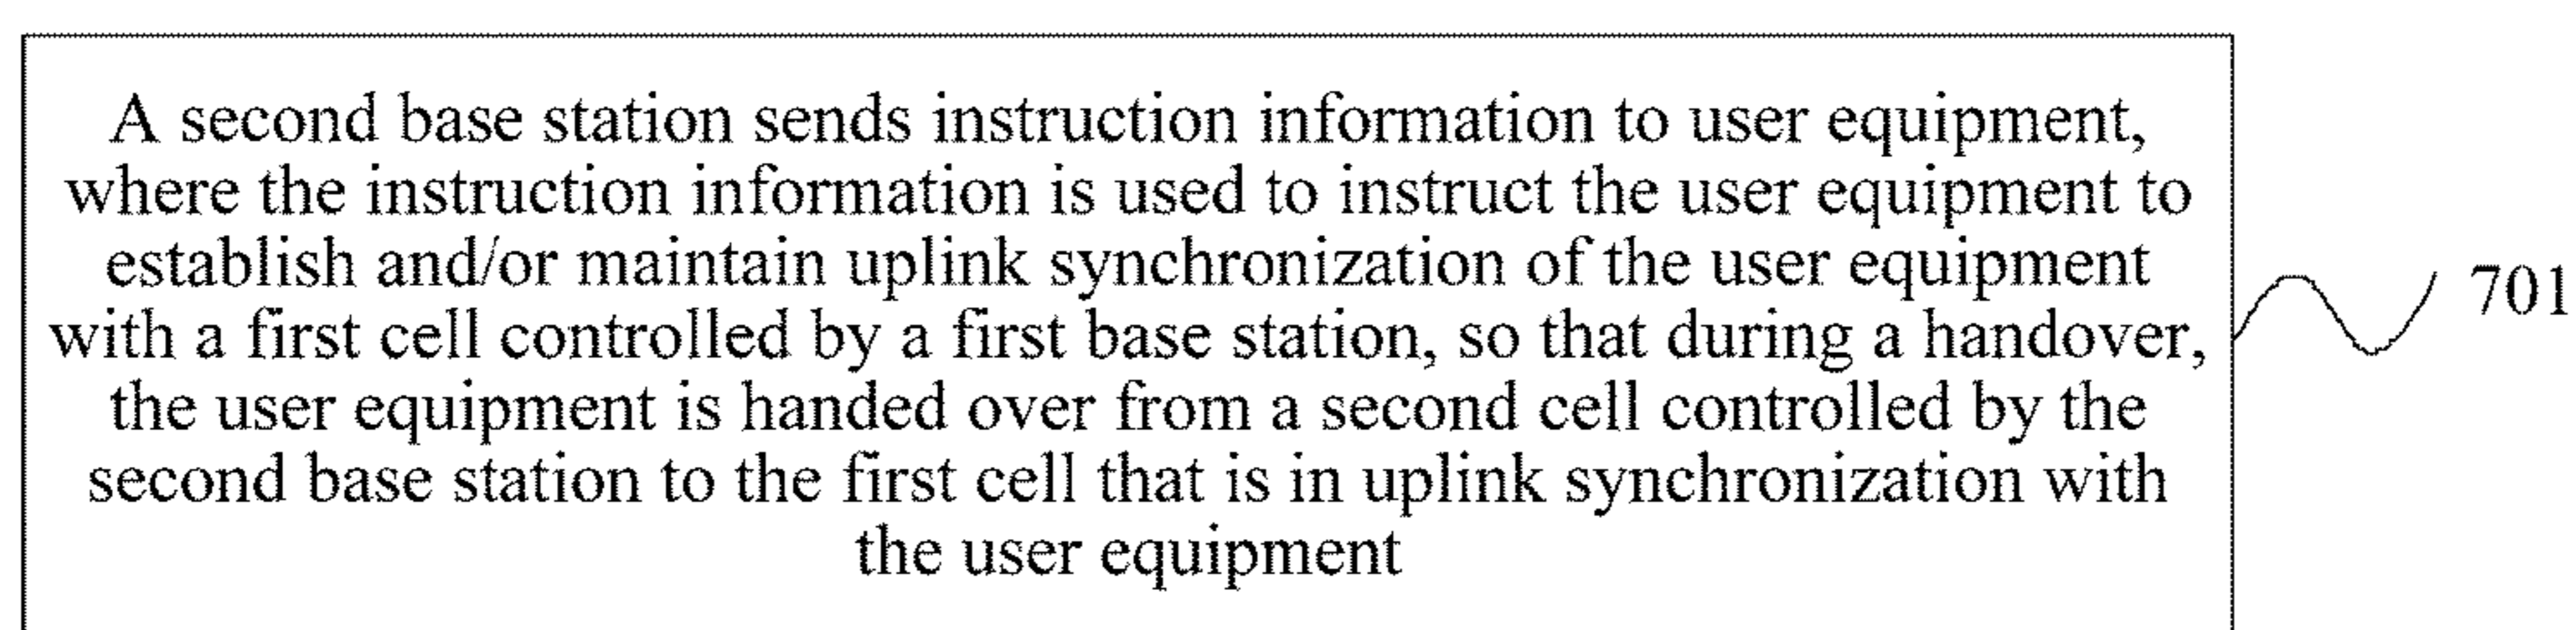 A second base station sends instruction information to user equipment,
where the instruction information is used to instruct the user equipment to
establish and/or maintain uplink synchronization of the user equipment
with a first cell controlled by a first base station, so that during a handover,
the user equipment is handed over from a second cell controlled by the
second base station to the first cell that is in uplink synchronization with
the user equipment
701